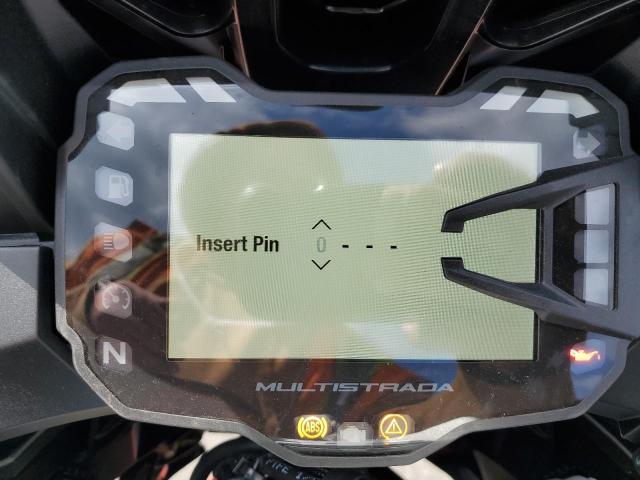 Insert Pin 0 - - -
N
MULTISTRADA
ABS